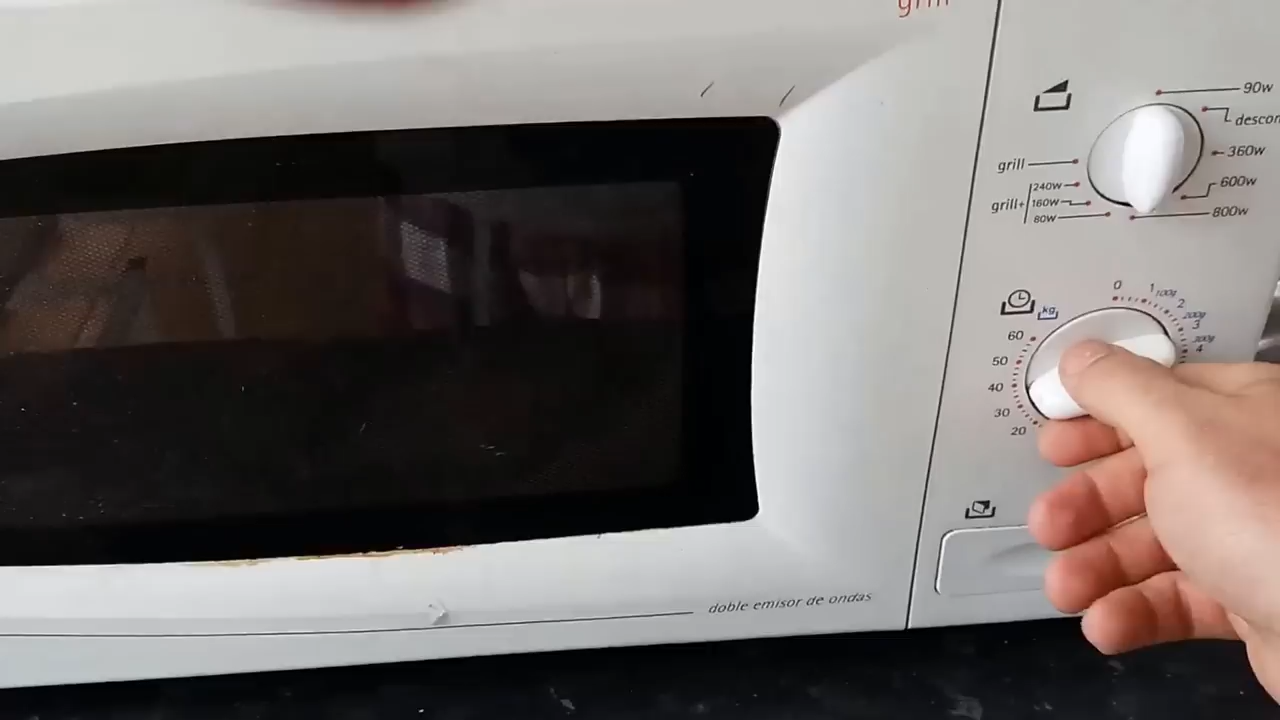 grill
90w
descon
360w
grill
600w
240w
grill+ 160w
80w
800w
0
1
100g
2
200g
3
300g
4
kg
60
50
40
30
20
doble emisor de ondas